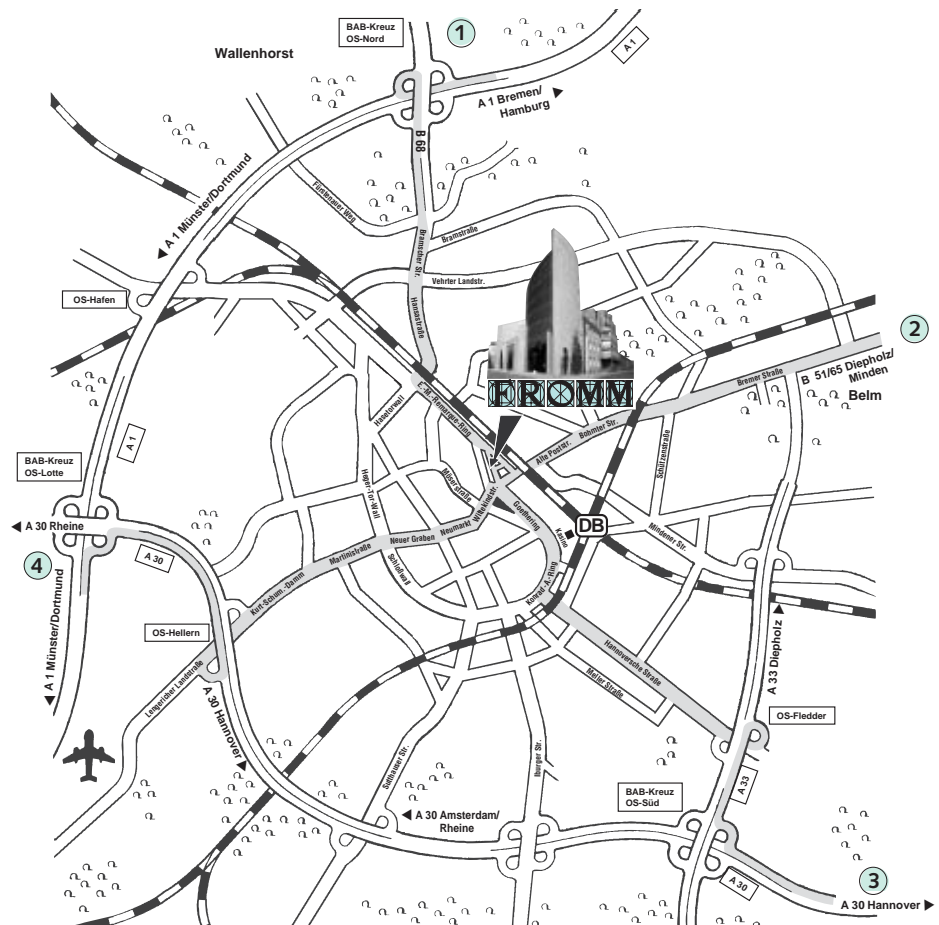 BAB-Kreuz
OS-Nord
1
Wallenhorst
A 1
A 1 Bremen/
Hamburg
B 68
A 1 Münster/Dortmund
Fürstenauer Weg
Bramstraße
Bramscher Str.
Vehrter Landstr.
OS-Hafen
Hansastraße
2
B 51/65 Diepholz/
Minden
Belm
Bremer Straße
FROMM
E.-M.-Remarque-Ring
Hasetorwall
A 1
Alte Poststr.
Bohmter Str.
Schützenstraße
BAB-Kreuz
OS-Lotte
Heger-Tor-Wall
Möserstraße
Wittekindstr.
Goethering
A 30 Rheine
DB
Kasino
Mindener Str.
Neumarkt
Neuer Graben
Martinistraße
4
A 30
Schloßwall
Kurt-Schum.-Damm
Konrad-A.-Ring
A 1 Münster/Dortmund
OS-Hellern
Hannoversche Straße
A 33 Diepholz
Lengericher Landstraße
Meller Straße
A 30 Hannover
OS-Fledder
Sutthauser Str.
Iburger Str.
A 33
BAB-Kreuz
OS-Süd
A 30 Amsterdam/
Rheine
A 30
3
A 30 Hannover